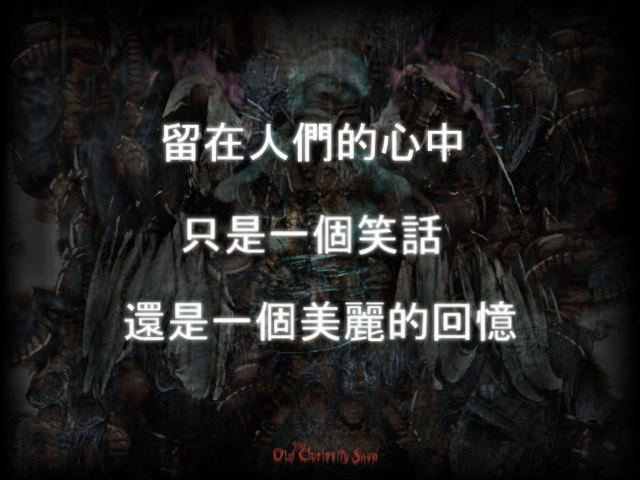 留在人們的心中
只是一個笑話
還是一個美麗的回憶
The
Old Curiosity Shop